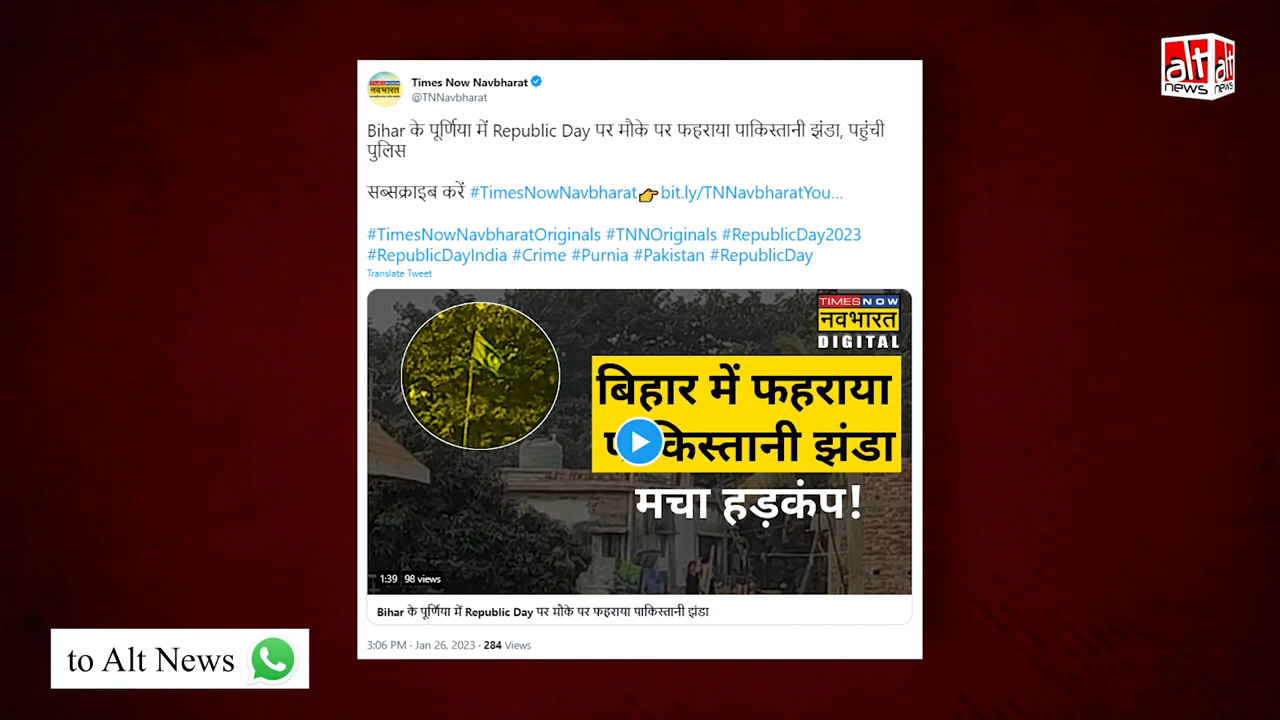 alt news
alt news
Times Now Navbharat
@TNNavbharat
Bihar के पूर्णिया में Republic Day पर मौके पर फहराया पाकिस्तानी झंडा, पहुंची
पुलिस
सब्सक्राइब करें #TimesNowNavbharat👉bit.ly/TNNavbharatYou…
#TimesNowNavbharatOriginals #TNNOriginals #RepublicDay2023
#RepublicDayIndia #Crime #Purnia #Pakistan #RepublicDay
Translate Tweet
TIMES NOW
नवभारत
DIGITAL
बिहार में फहराया
पाकिस्तानी झंडा
मचा हड़कंप!
1:39 98 views
Bihar के पूर्णिया में Republic Day पर मौके पर फहराया पाकिस्तानी झंडा
3:06 PM · Jan 26, 2023 · 284 Views
to Alt News